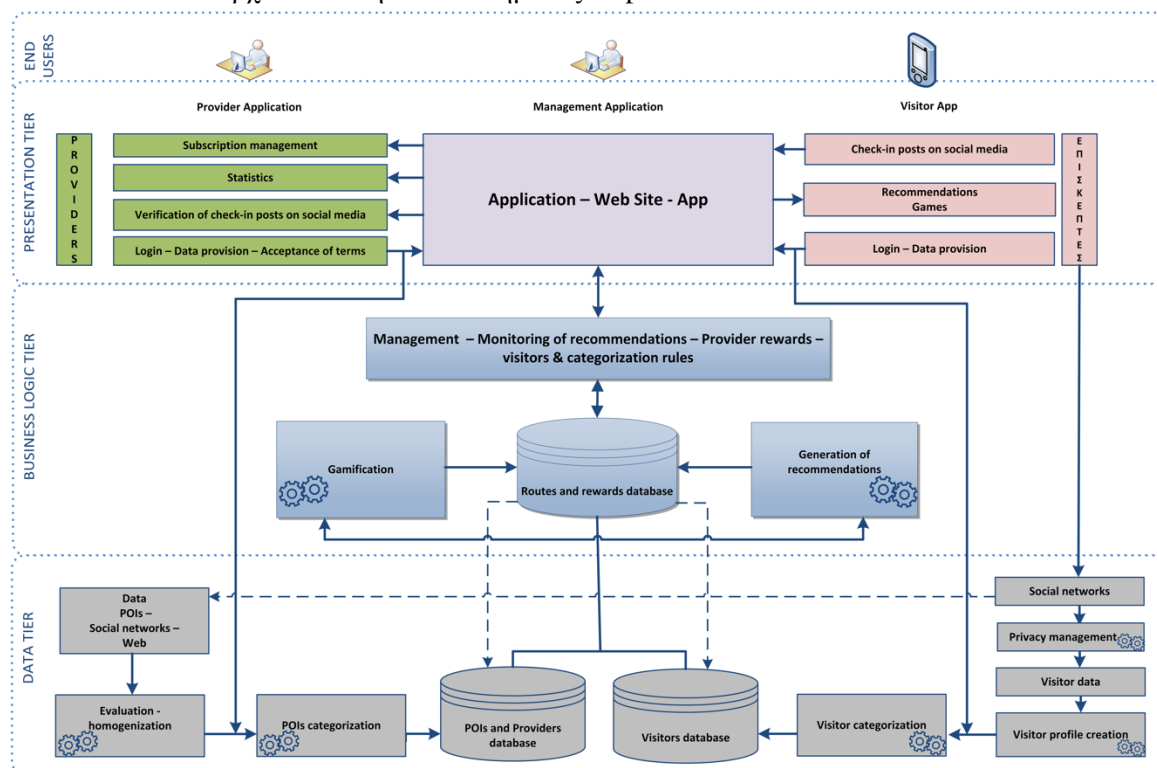 END
USERS
Provider Application
Management Application
Visitor App
PRESENTATION TIER
PROVIDERS
Subscription management
Statistics
Verification of check-in posts on social media
Login – Data provision – Acceptance of terms
Application – Web Site - App
Check-in posts on social media
Recommendations
Games
Login – Data provision
ΕΠΙΣΚΕΠΤΕΣ
BUSINESS LOGIC TIER
Management – Monitoring of recommendations – Provider rewards –
visitors & categorization rules
Gamification
Routes and rewards database
Generation of
recommendations
DATA TIER
Data
POIs –
Social networks –
Web
Evaluation -
homogenization
POIs categorization
POIs and Providers
database
Visitors database
Visitor categorization
Social networks
Privacy management
Visitor data
Visitor profile creation